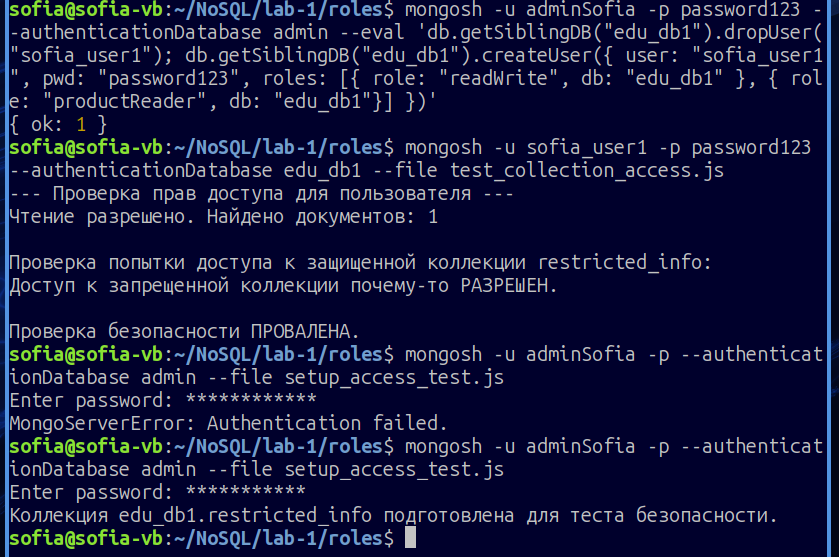 sofia@sofia-vb:~/NoSQL/lab-1/roles$ mongosh -u adminSofia -p password123 -
-authenticationDatabase admin --eval 'db.getSiblingDB("edu_db1").dropUser(
"sofia_user1"); db.getSiblingDB("edu_db1").createUser({ user: "sofia_user1
", pwd: "password123", roles: [{ role: "readWrite", db: "edu_db1" }, { rol
e: "productReader", db: "edu_db1"}] })'
{ ok: 1 }
sofia@sofia-vb:~/NoSQL/lab-1/roles$ mongosh -u sofia_user1 -p password123
--authenticationDatabase edu_db1 --file test_collection_access.js
--- Проверка прав доступа для пользователя ---
Чтение разрешено. Найдено документов: 1
Проверка попытки доступа к защищенной коллекции restricted_info:
Доступ к запрещенной коллекции почему-то РАЗРЕШЕН.
Проверка безопасности ПРОВАЛЕНА.
sofia@sofia-vb:~/NoSQL/lab-1/roles$ mongosh -u adminSofia -p --authenticat
ionDatabase admin --file setup_access_test.js
Enter password: ************
MongoServerError: Authentication failed.
sofia@sofia-vb:~/NoSQL/lab-1/roles$ mongosh -u adminSofia -p --authenticat
ionDatabase admin --file setup_access_test.js
Enter password: ***********
Коллекция edu_db1.restricted_info подготовлена для теста безопасности.
sofia@sofia-vb:~/NoSQL/lab-1/roles$